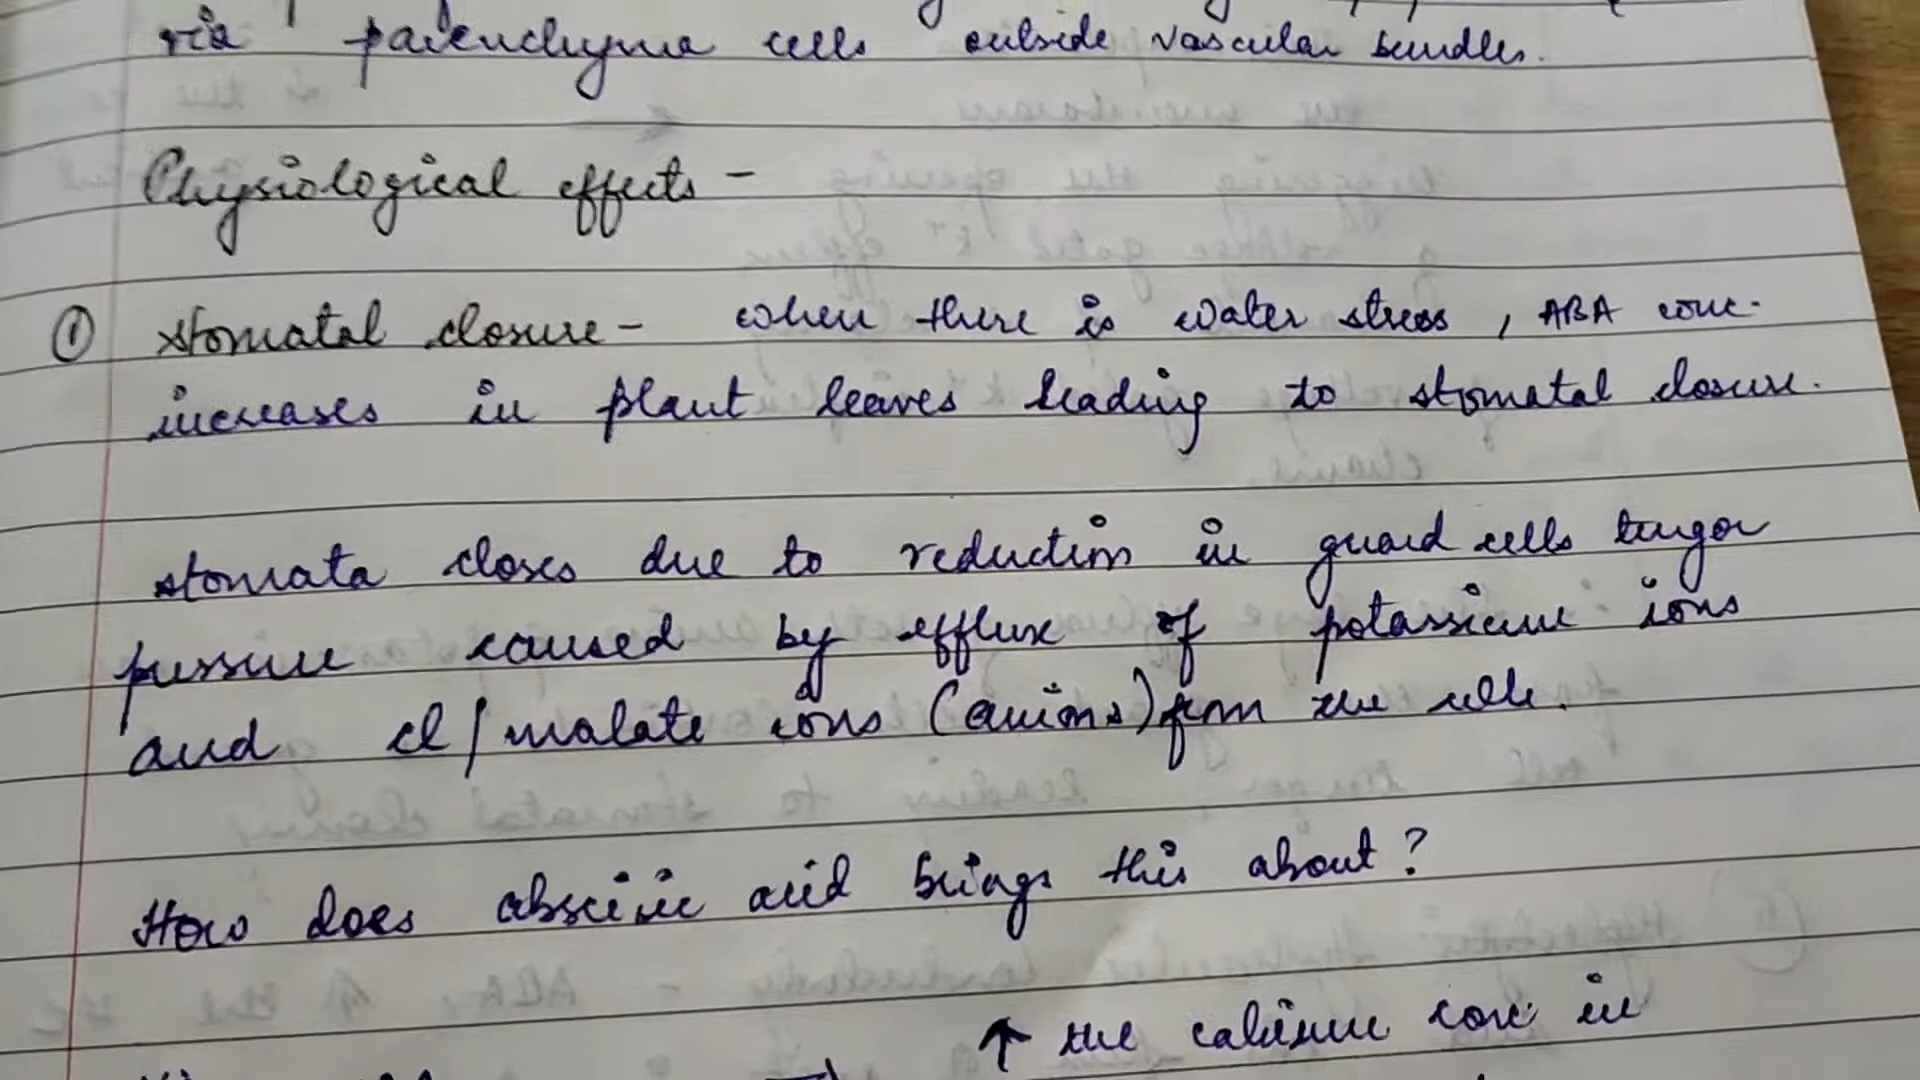 via parenchyma cells outside vascular bundles.
Physiological effects -
① stomatal closure - when there is water stress, ABA conc.
increases in plant leaves leading to stomatal closure.
stomata closes due to reduction in guard cells turgor
pressure caused by efflux of potassium ions
and cl/malate ions (anions) from the cells.
How does abscisic acid brings this about?
↑ the calcium conc in